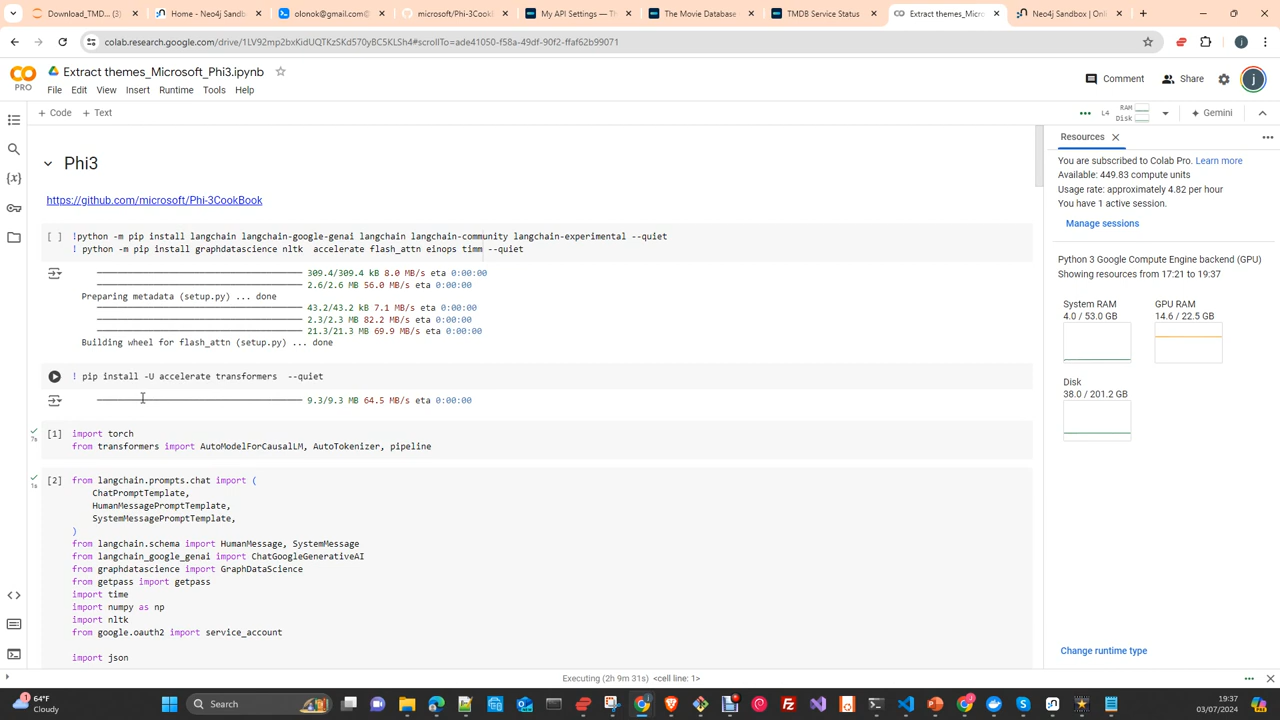 Download_TMD... (3)
Home - Neo4j Sandbo
olonok@gmail.com@
microsoft/Phi-3CookI
My API Settings — Th
The Movie Database
TMDB Service Status
Extract themes_Micro
Neo4j Sandbox | Onli
colab.research.google.com/drive/1LV92mp2bxKidUQTKzSKd570yBC5KLSh4#scrollTo=ade41050-f58a-49df-90f2-ffaf62b99071
j
CO
PRO
Extract themes_Microsoft_Phi3.ipynb
File Edit View Insert Runtime Tools Help
Comment
Share
j
+ Code + Text
L4
RAM
Disk
Gemini
Phi3
https://github.com/microsoft/Phi-3CookBook
[ ] !python -m pip install langchain langchain-google-genai langchain langchain-community langchain-experimental --quiet
! python -m pip install graphdatascience nltk accelerate flash_attn einops timm --quiet
309.4/309.4 kB 8.0 MB/s eta 0:00:00
2.6/2.6 MB 56.0 MB/s eta 0:00:00
Preparing metadata (setup.py) ... done
43.2/43.2 kB 7.1 MB/s eta 0:00:00
2.3/2.3 MB 82.2 MB/s eta 0:00:00
21.3/21.3 MB 69.9 MB/s eta 0:00:00
Building wheel for flash_attn (setup.py) ... done
! pip install -U accelerate transformers --quiet
9.3/9.3 MB 64.5 MB/s eta 0:00:00
7s
[1] import torch
from transformers import AutoModelForCausalLM, AutoTokenizer, pipeline
1s
[2] from langchain.prompts.chat import (
ChatPromptTemplate,
HumanMessagePromptTemplate,
SystemMessagePromptTemplate,
)
from langchain.schema import HumanMessage, SystemMessage
from langchain_google_genai import ChatGoogleGenerativeAI
from graphdatascience import GraphDataScience
from getpass import getpass
import time
import numpy as np
import nltk
from google.oauth2 import service_account
import json
Resources
You are subscribed to Colab Pro. Learn more
Available: 449.83 compute units
Usage rate: approximately 4.82 per hour
You have 1 active session.
Manage sessions
Python 3 Google Compute Engine backend (GPU)
Showing resources from 17:21 to 19:37
System RAM
4.0 / 53.0 GB
GPU RAM
14.6 / 22.5 GB
Disk
38.0 / 201.2 GB
Change runtime type
Executing (2h 9m 31s) <cell line: 1>
64°F
Cloudy
Search
19:37
03/07/2024